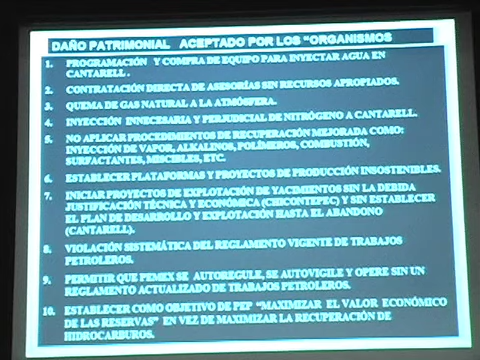 DAÑO PATRIMONIAL ACEPTADO POR LOS "ORGANISMOS
1. PROGRAMACIÓN Y COMPRA DE EQUIPO PARA INYECTAR AGUA EN
CANTARELL .
2. CONTRATACIÓN DIRECTA DE ASESORÍAS SIN RECURSOS APROPIADOS.
3. QUEMA DE GAS NATURAL A LA ATMÓSFERA.
4. INYECCIÓN INNECESARIA Y PERJUDICIAL DE NITRÓGENO A CANTARELL.
5. NO APLICAR PROCEDIMIENTOS DE RECUPERACIÓN MEJORADA COMO:
INYECCIÓN DE VAPOR, ALKALINOS, POLÍMEROS, COMBUSTIÓN,
SURFACTANTES, MISCIBLES, ETC.
6. ESTABLECER PLATAFORMAS Y PROYECTOS DE PRODUCCIÓN INSOSTENIBLES.
7. INICIAR PROYECTOS DE EXPLOTACIÓN DE YACIMIENTOS SIN LA DEBIDA
JUSTIFICACIÓN TÉCNICA Y ECONÓMICA (CHICONTEPEC) Y SIN ESTABLECER
EL PLAN DE DESARROLLO Y EXPLOTACIÓN HASTA EL ABANDONO
(CANTARELL).
8. VIOLACIÓN SISTEMÁTICA DEL REGLAMENTO VIGENTE DE TRABAJOS
PETROLEROS.
9. PERMITIR QUE PEMEX SE AUTOREGULE, SE AUTOVIGILE Y OPERE SIN UN
REGLAMENTO ACTUALIZADO DE TRABAJOS PETROLEROS.
10. ESTABLECER COMO OBJETIVO DE PEP "MAXIMIZAR EL VALOR ECONÓMICO
DE LAS RESERVAS" EN VEZ DE MAXIMIZAR LA RECUPERACIÓN DE
HIDROCARBUROS.